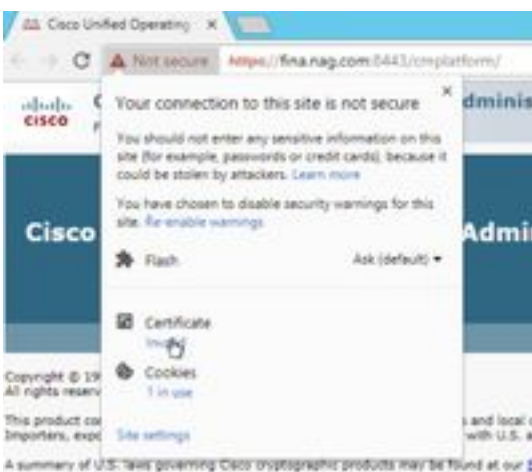 Cisco Unified Operating
Not secure https://fina.nag.com:8443/cmplatform/
CISCO
dminis
Your connection to this site is not secure
You should not enter any sensitive information on this
site (for example, passwords or credit cards), because it
could be stolen by attackers. Learn more
You have chosen to disable security warnings for this
site. Re-enable warnings
Cisco
Admi
Flash Ask (default)
Certificate
Cookies
1 in use
Site settings
Copyright © 19
All rights reserv
This product co
and local c
Importers, expo
with U.S. a
A summary of U.S. laws governing Cisco cryptographic products may be found at our